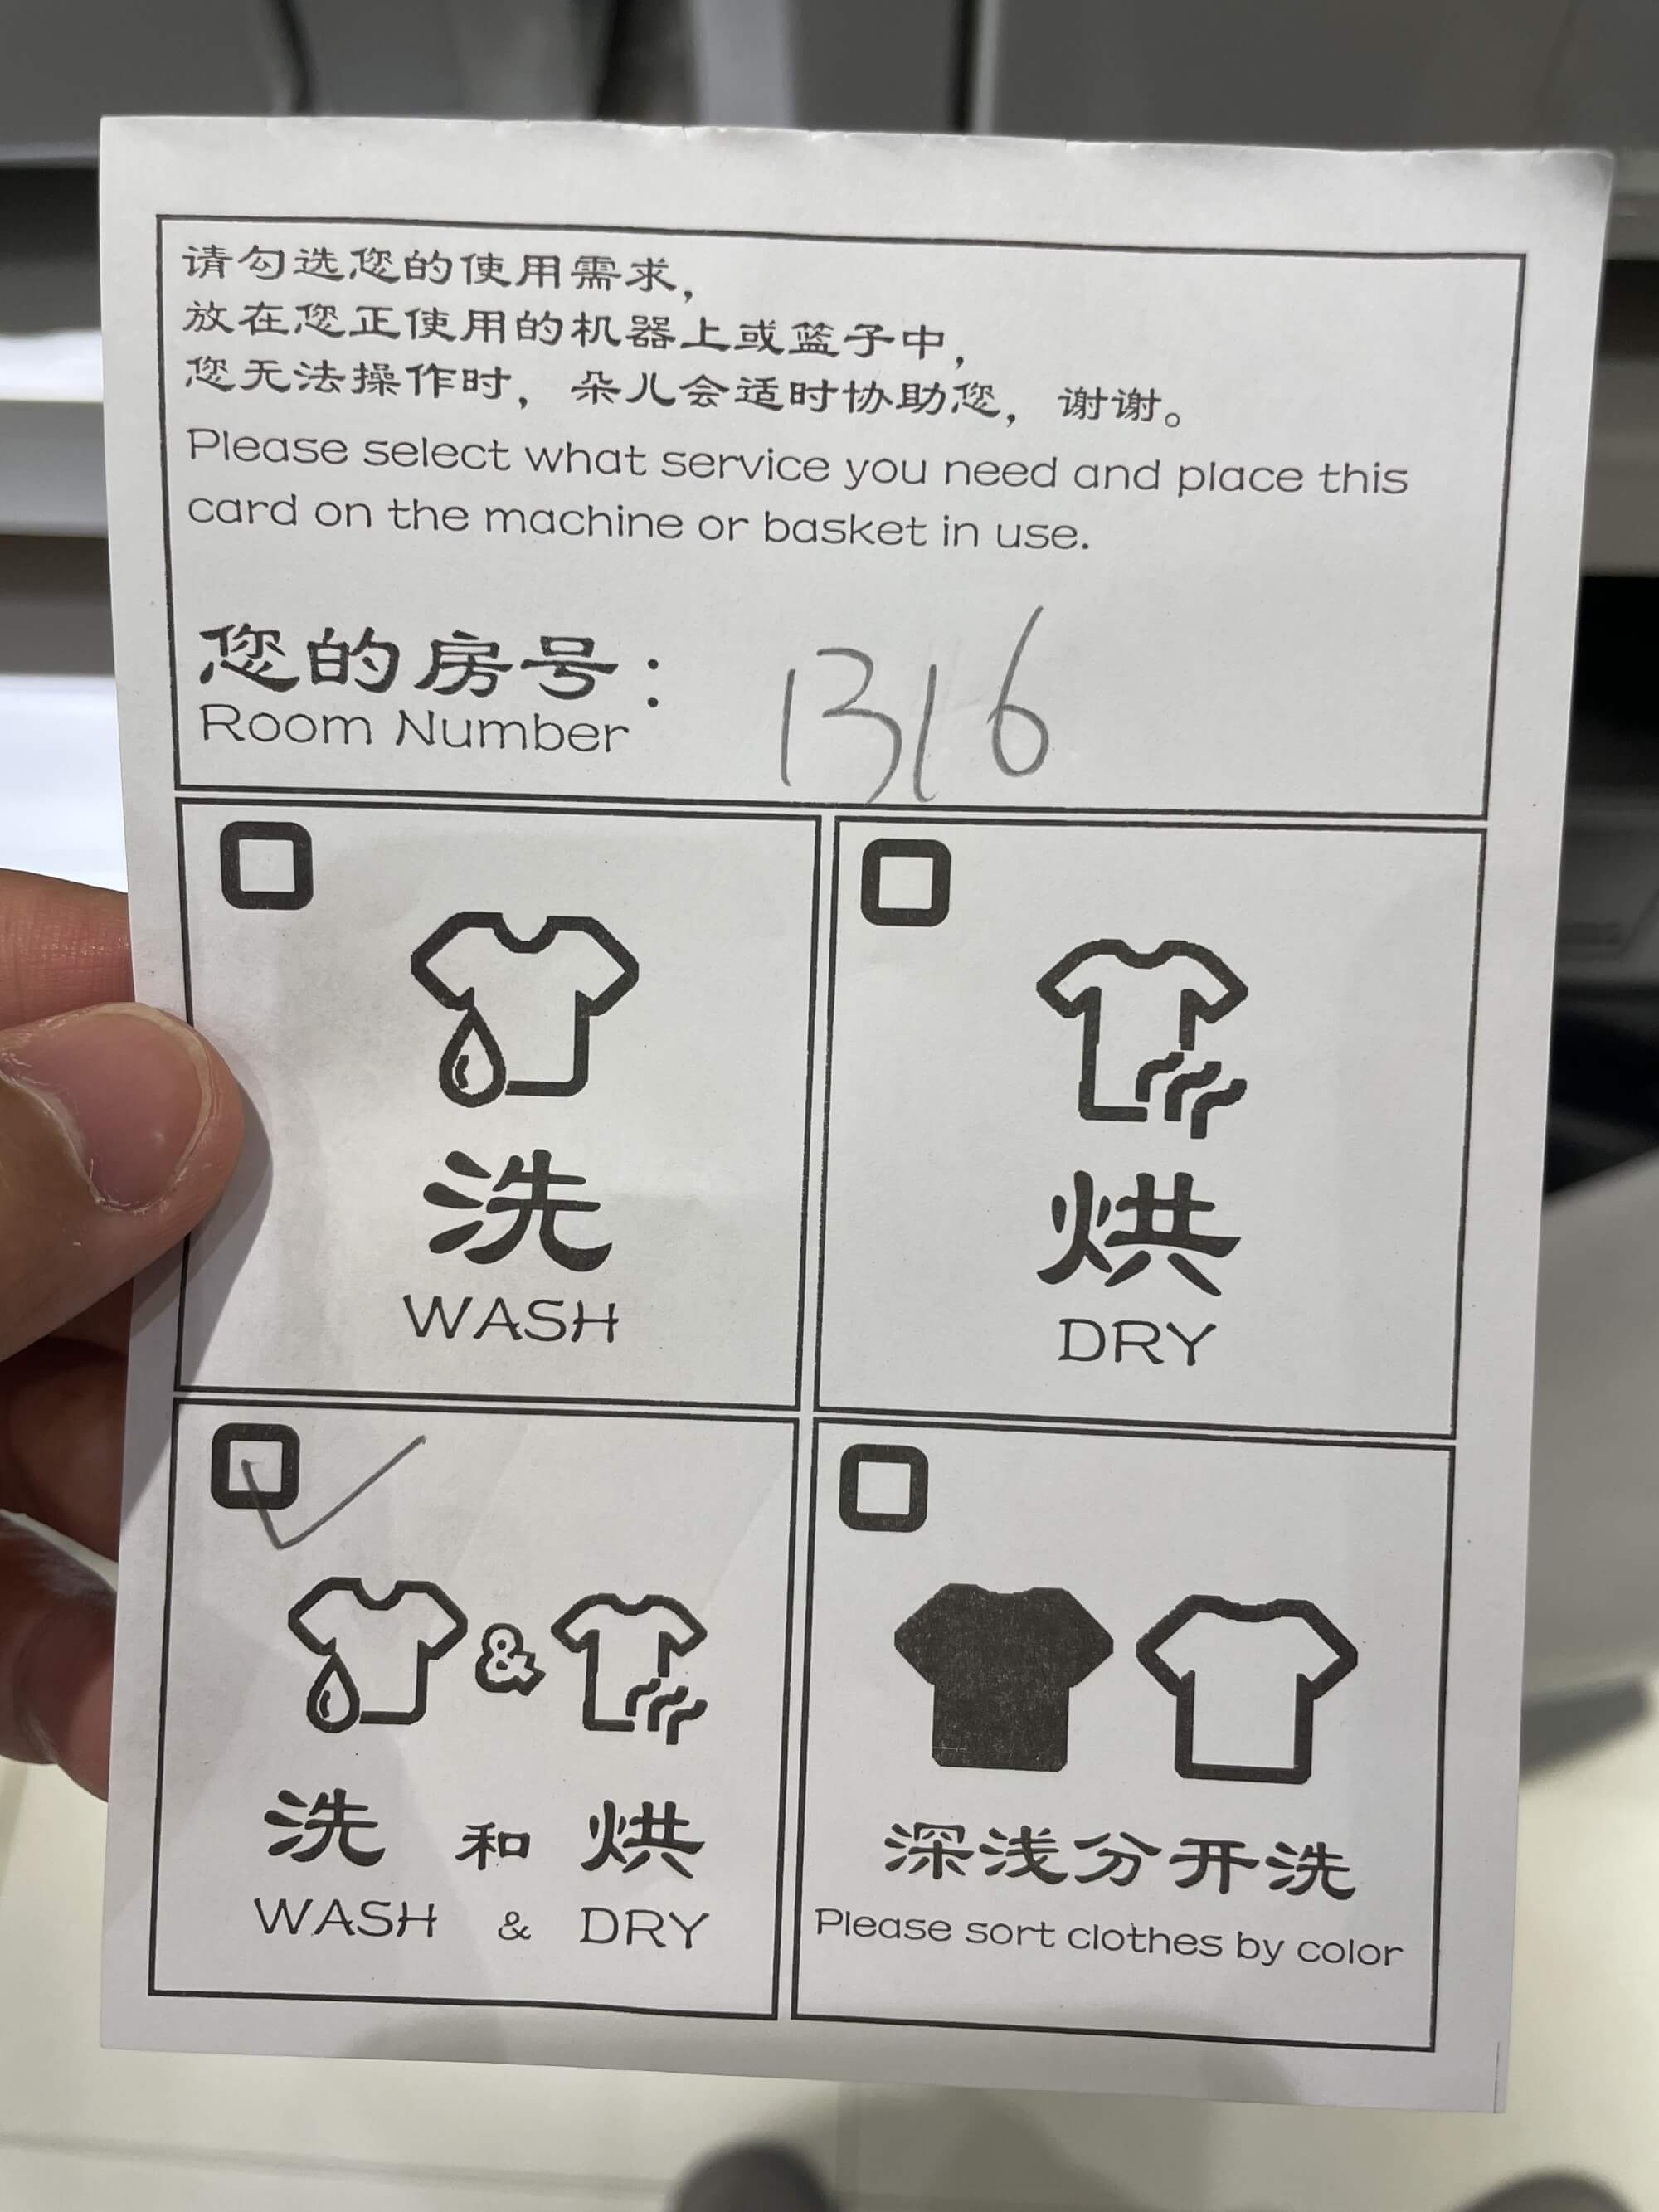 请勾选您的使用需求，
放在您正使用的机器上或篮子中，
您无法操作时，朵儿会适时协助您，谢谢。
Please select what service you need and place this
card on the machine or basket in use.
您的房号： 1316
Room Number
洗
WASH
烘
DRY
&
洗 和 烘
WASH & DRY
深浅分开洗
Please sort clothes by color